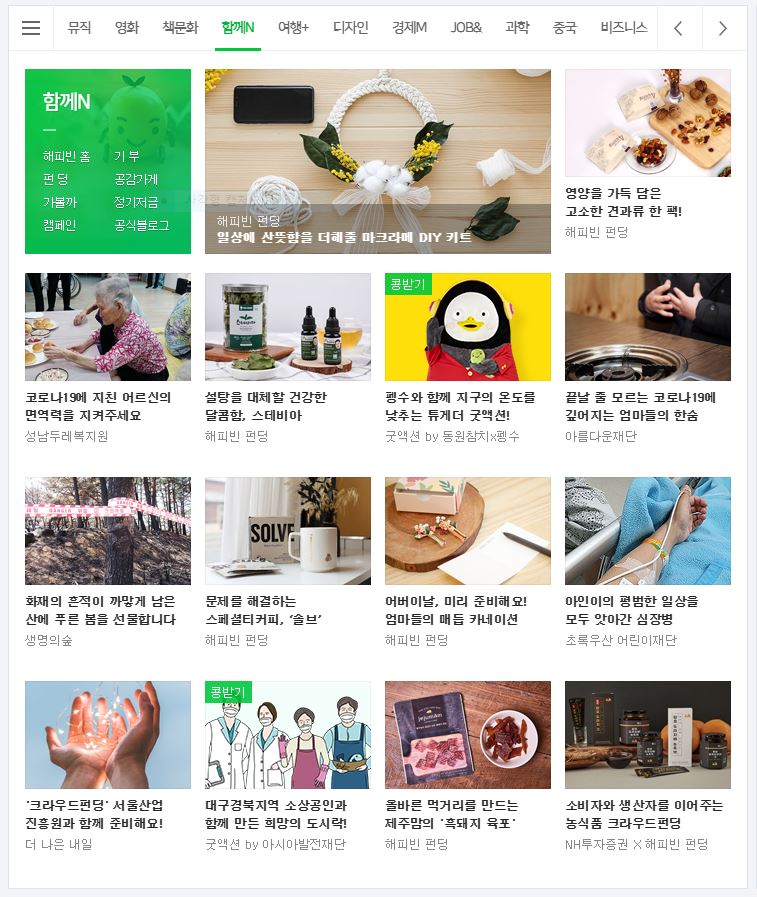 뮤직 영화 책문화 함께N 여행+ 디자인 경제M JOB& 과학 중국 비즈니스
함께N
해피빈 홈 기 부
펀 딩 공감가게
가볼까 정기저금
캠페인 공식블로그
해피빈 펀딩
일상에 산뜻함을 더해줄 마크라메 DIY 키트
영양을 가득 담은
고소한 견과류 한 팩!
해피빈 펀딩
코로나19에 지친 어르신의
면역력을 지켜주세요
성남두레복지원
설탕을 대체할 건강한
달콤함, 스테비아
해피빈 펀딩
콩받기
펭수와 함께 지구의 온도를
낮추는 튜게더 굿액션!
굿액션 by 동원참치x펭수
끝날 줄 모르는 코로나19에
깊어지는 엄마들의 한숨
아름다운재단
DANGER
화재의 흔적이 까맣게 남은
산에 푸른 봄을 선물합니다
생명의숲
SOLVE
문제를 해결하는
스페셜티커피, ‘솔브’
해피빈 펀딩
어버이날, 미리 준비해요!
엄마들의 매듭 카네이션
해피빈 펀딩
아인이의 평범한 일상을
모두 앗아간 심장병
초록우산 어린이재단
'크라우드펀딩' 서울산업
진흥원과 함께 준비해요!
더 나은 내일
콩받기
대구경북지역 소상공인과
함께 만든 희망의 도시락!
굿액션 by 아시아발전재단
jejumom
올바른 먹거리를 만드는
제주맘의 '흑돼지 육포'
해피빈 펀딩
소비자와 생산자를 이어주는
농식품 크라우드펀딩
NH투자증권 X 해피빈 펀딩